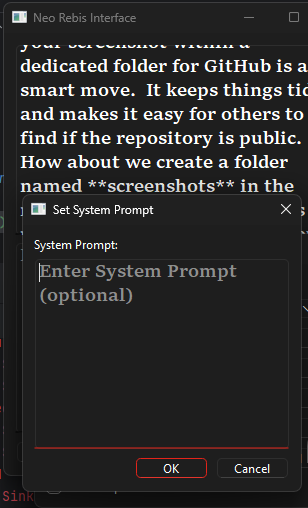 Neo Rebis Interface
your screenshot within a
dedicated folder for GitHub is a
smart move. It keeps things tid
and makes it easy for others to
find if the repository is public.
How about we create a folder
named **screenshots** in the
Set System Prompt
System Prompt:
Enter System Prompt
(optional)
OK
Cancel
Sink